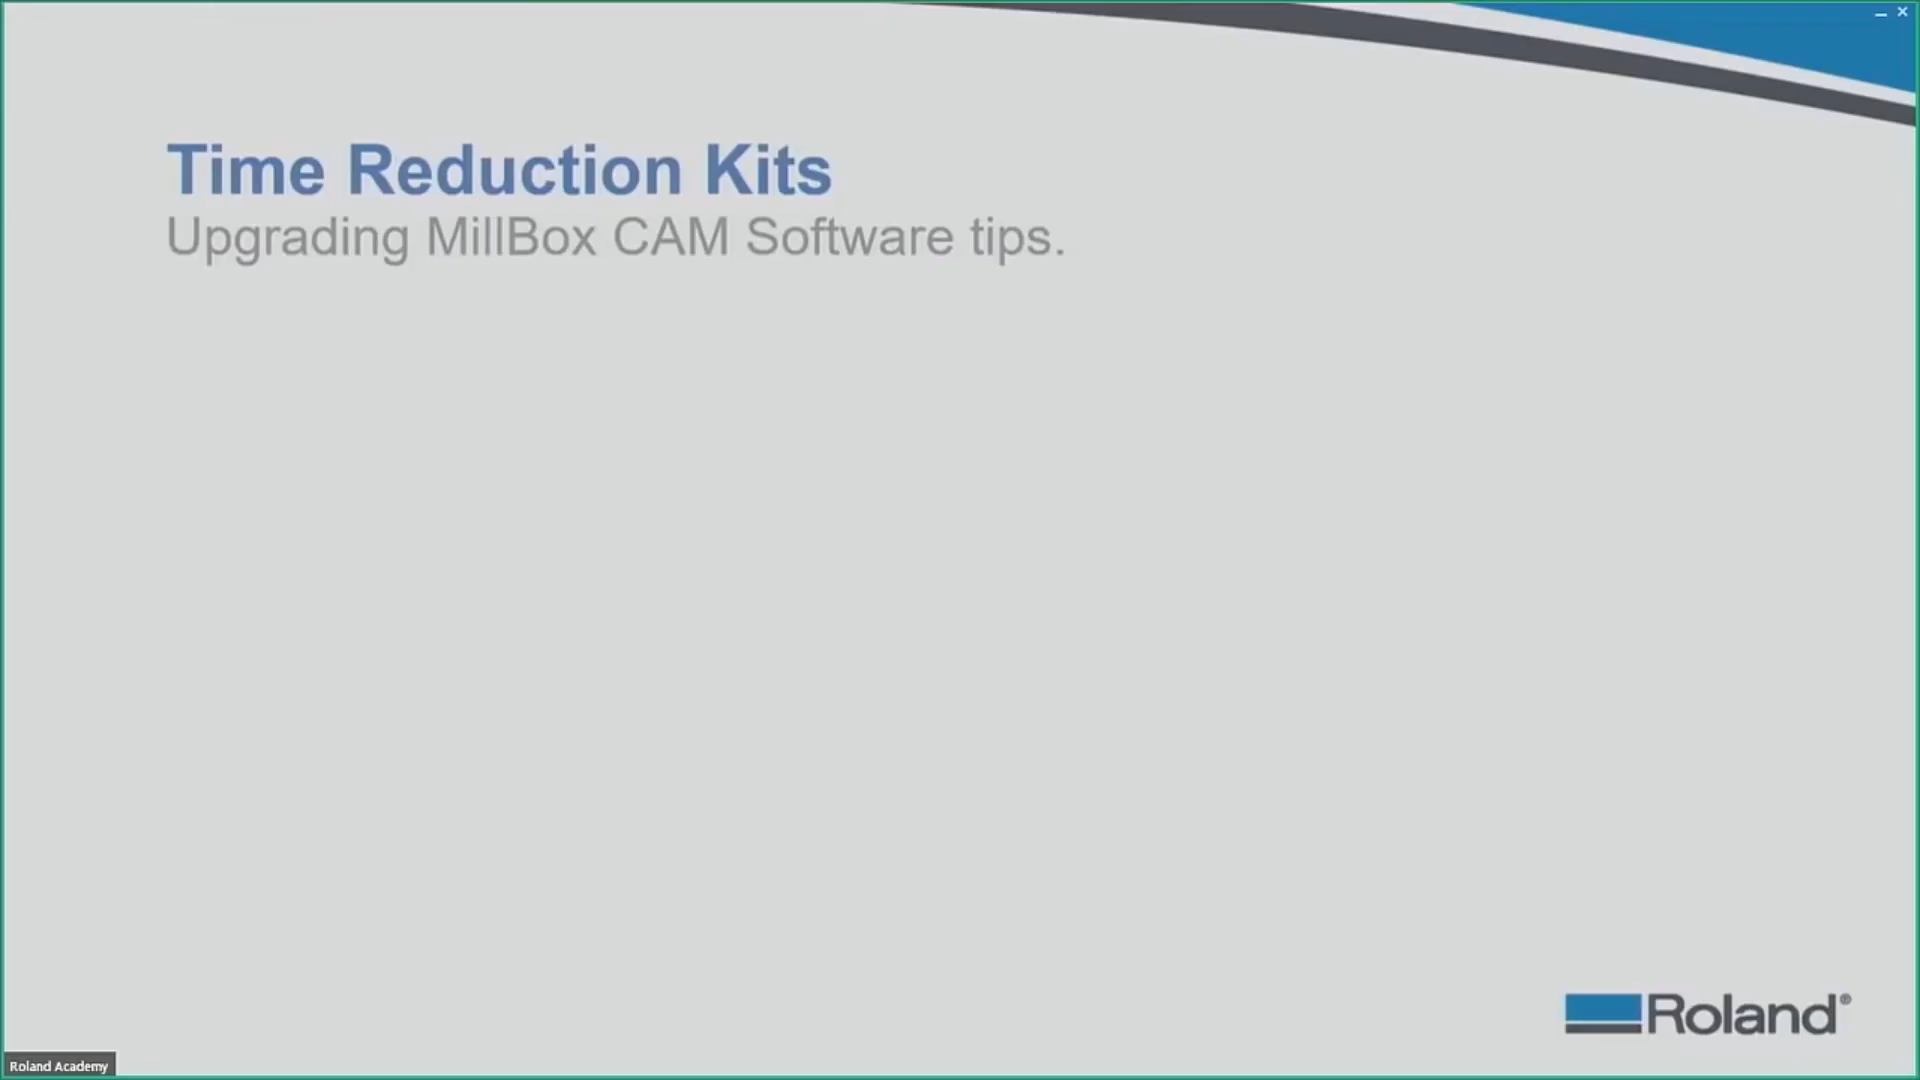 Time Reduction Kits
Upgrading MillBox CAM Software tips.
Roland®
Roland Academy